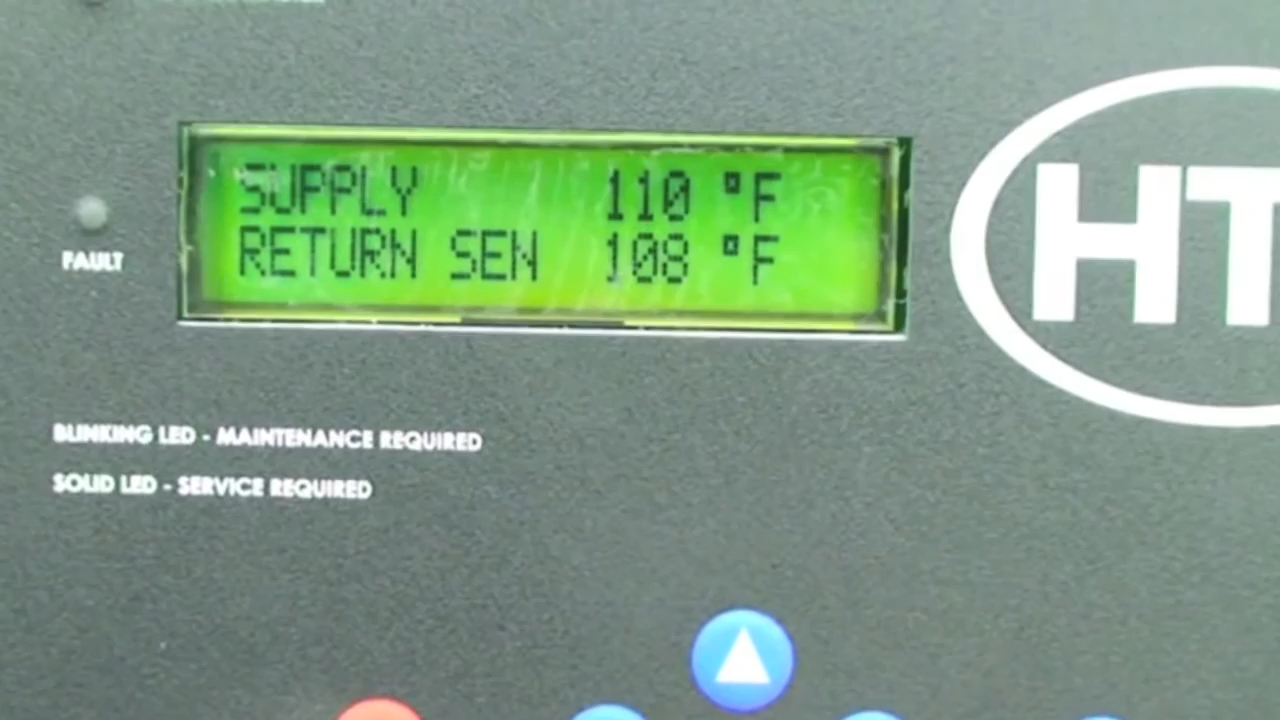 SUPPLY 110 °F
RETURN SEN 108 °F
FAULT
HT
BLINKING LED - MAINTENANCE REQUIRED
SOLID LED - SERVICE REQUIRED